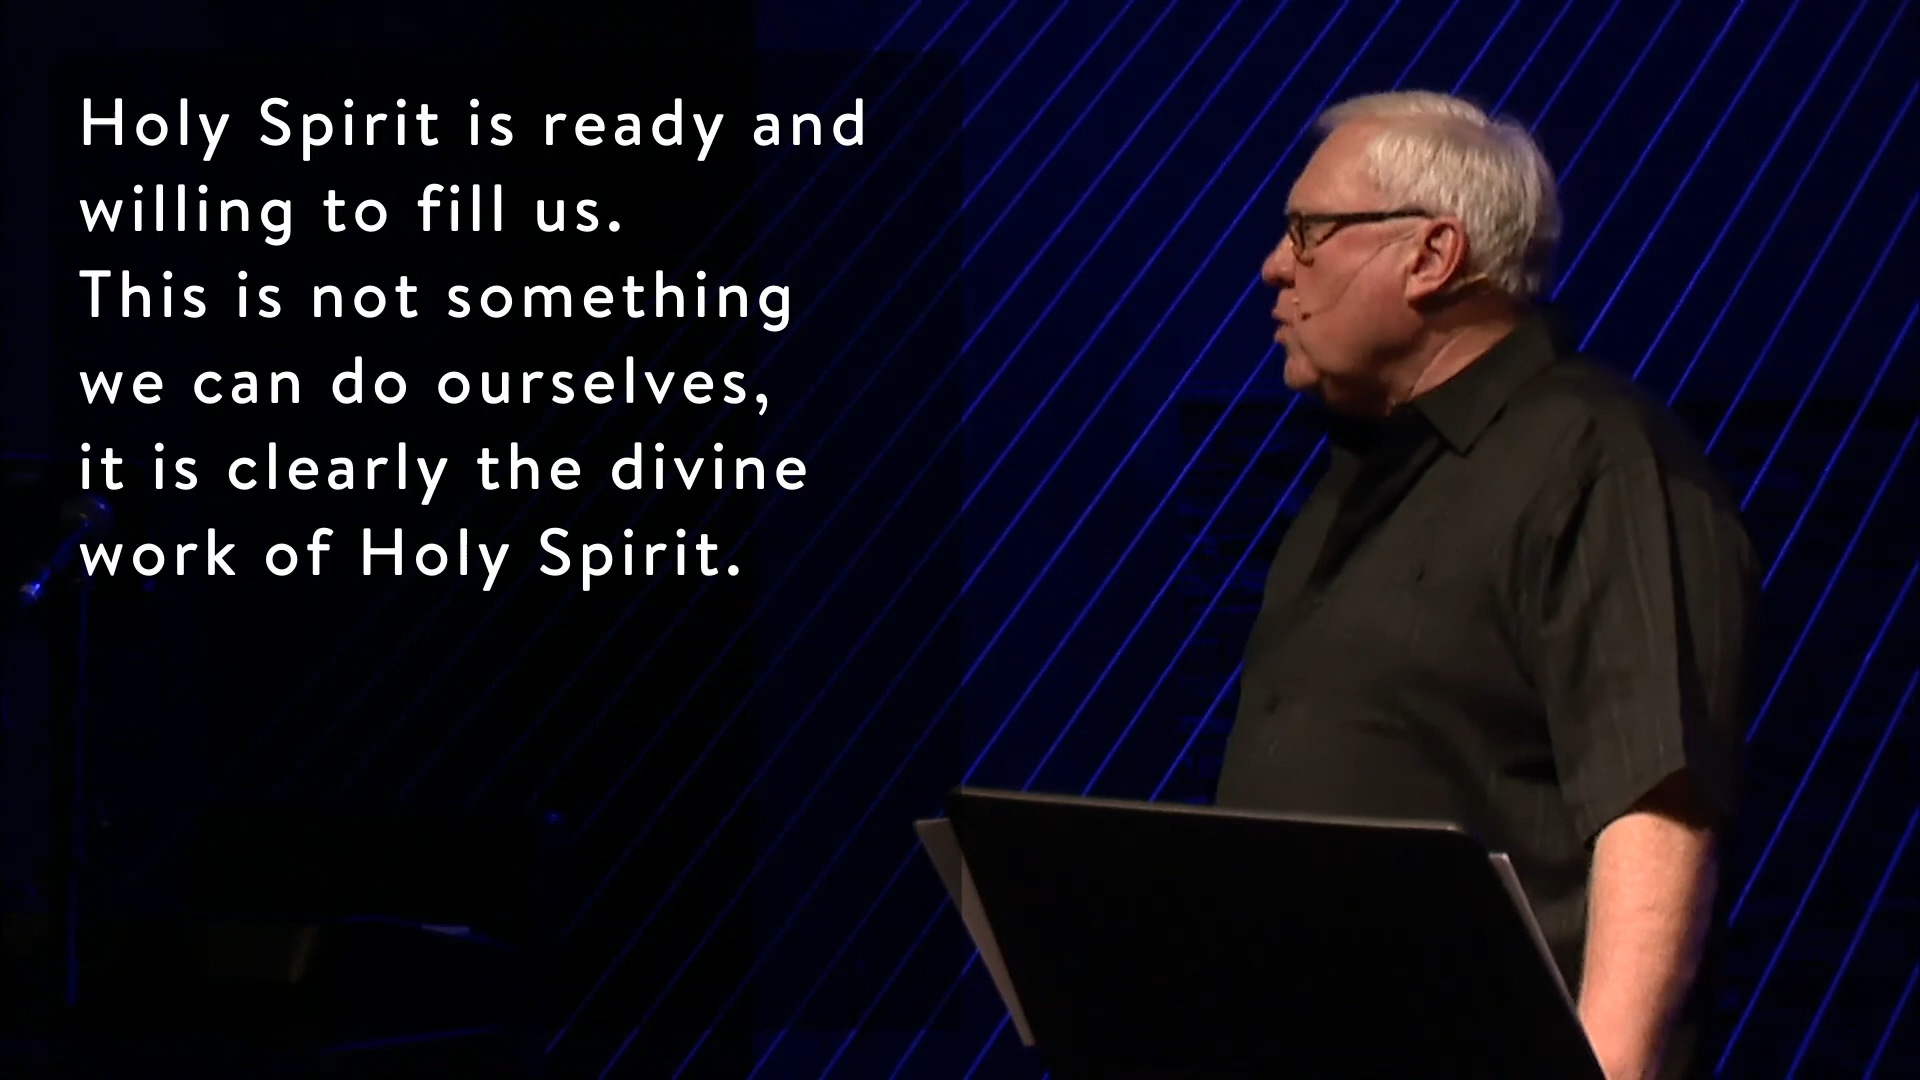 Holy Spirit is ready and
willing to fill us.
This is not something
we can do ourselves,
it is clearly the divine
work of Holy Spirit.